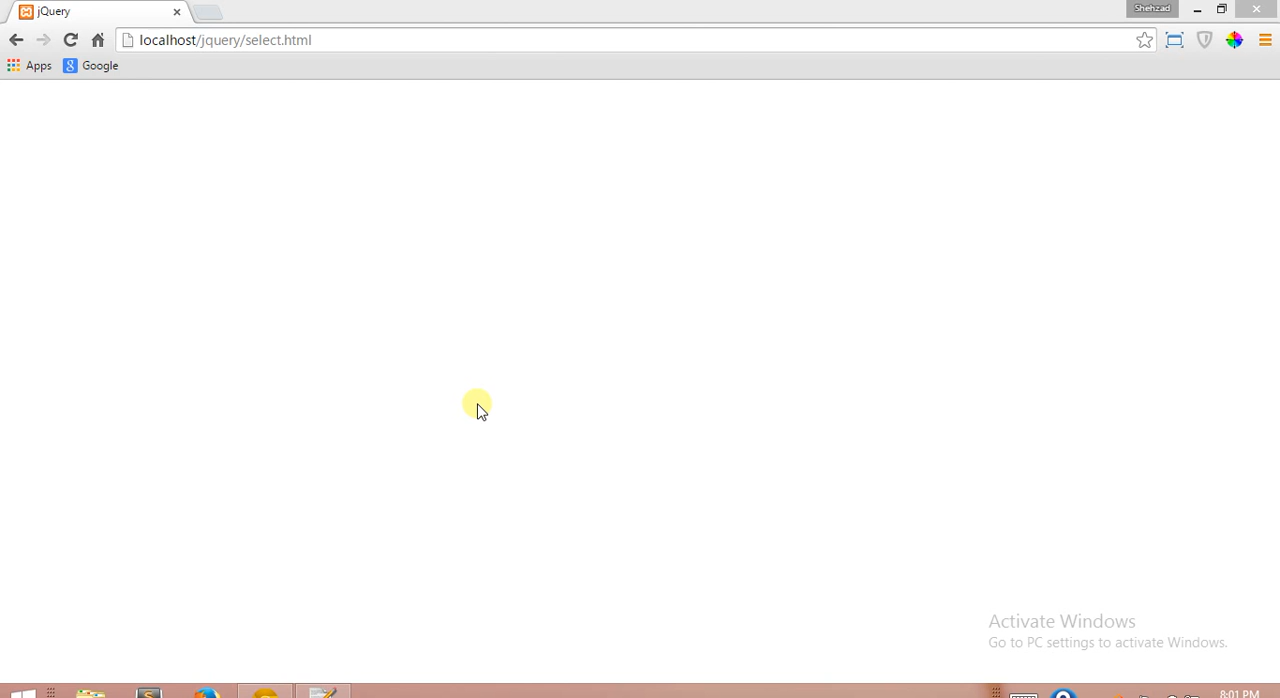 jQuery
Shehzad
localhost/jquery/select.html
Apps
Google
Activate Windows
Go to PC settings to activate Windows.
8:01 PM